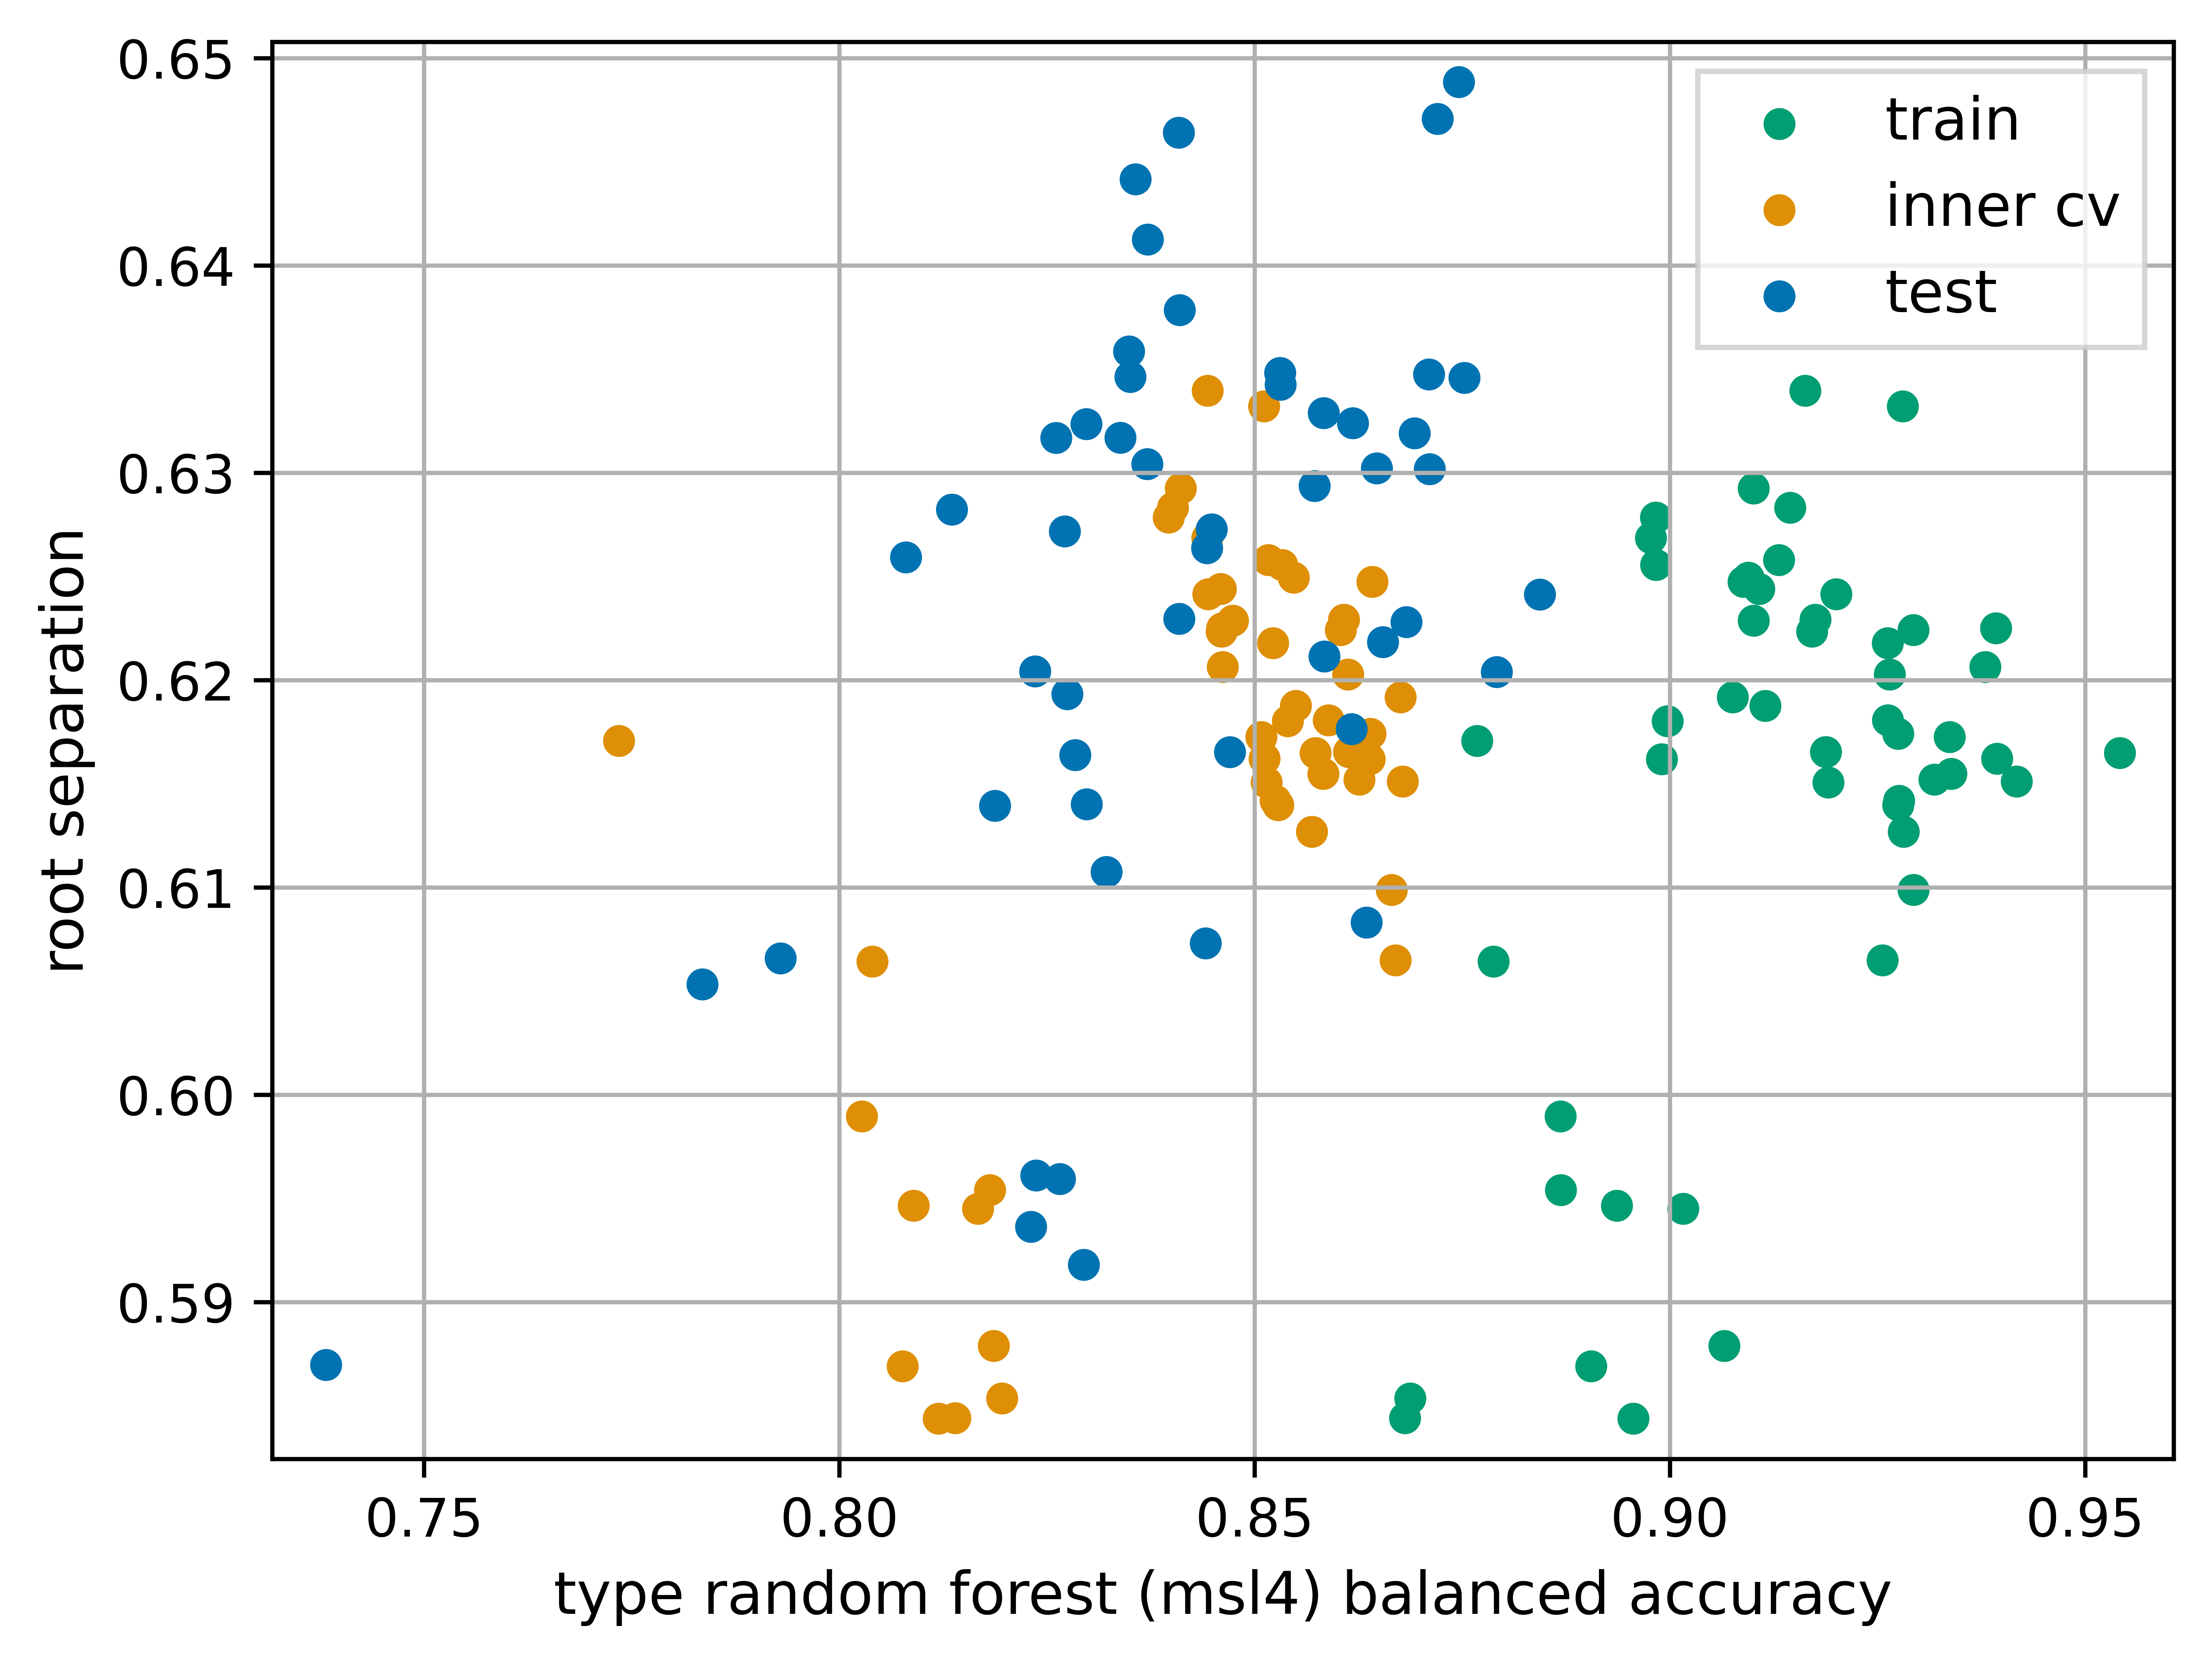 0.65
0.64
0.63
0.62
0.61
0.60
0.59
root separation
train
inner cv
test
0.75 0.80 0.85 0.90 0.95
type random forest (msl4) balanced accuracy